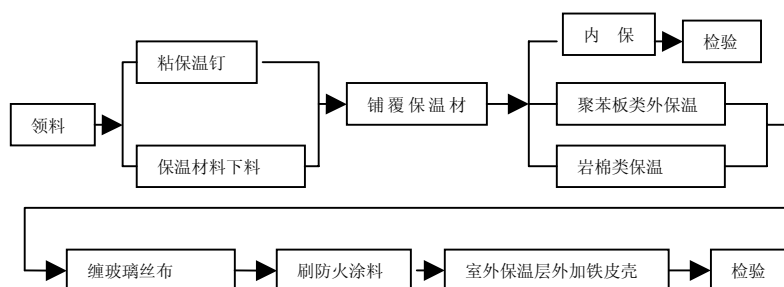 内 保
检验
粘保温钉
领料
铺覆保温材
聚苯板类外保温
保温材料下料
岩棉类保温
缠玻璃丝布
刷防火涂料
室外保温层外加铁皮壳
检验